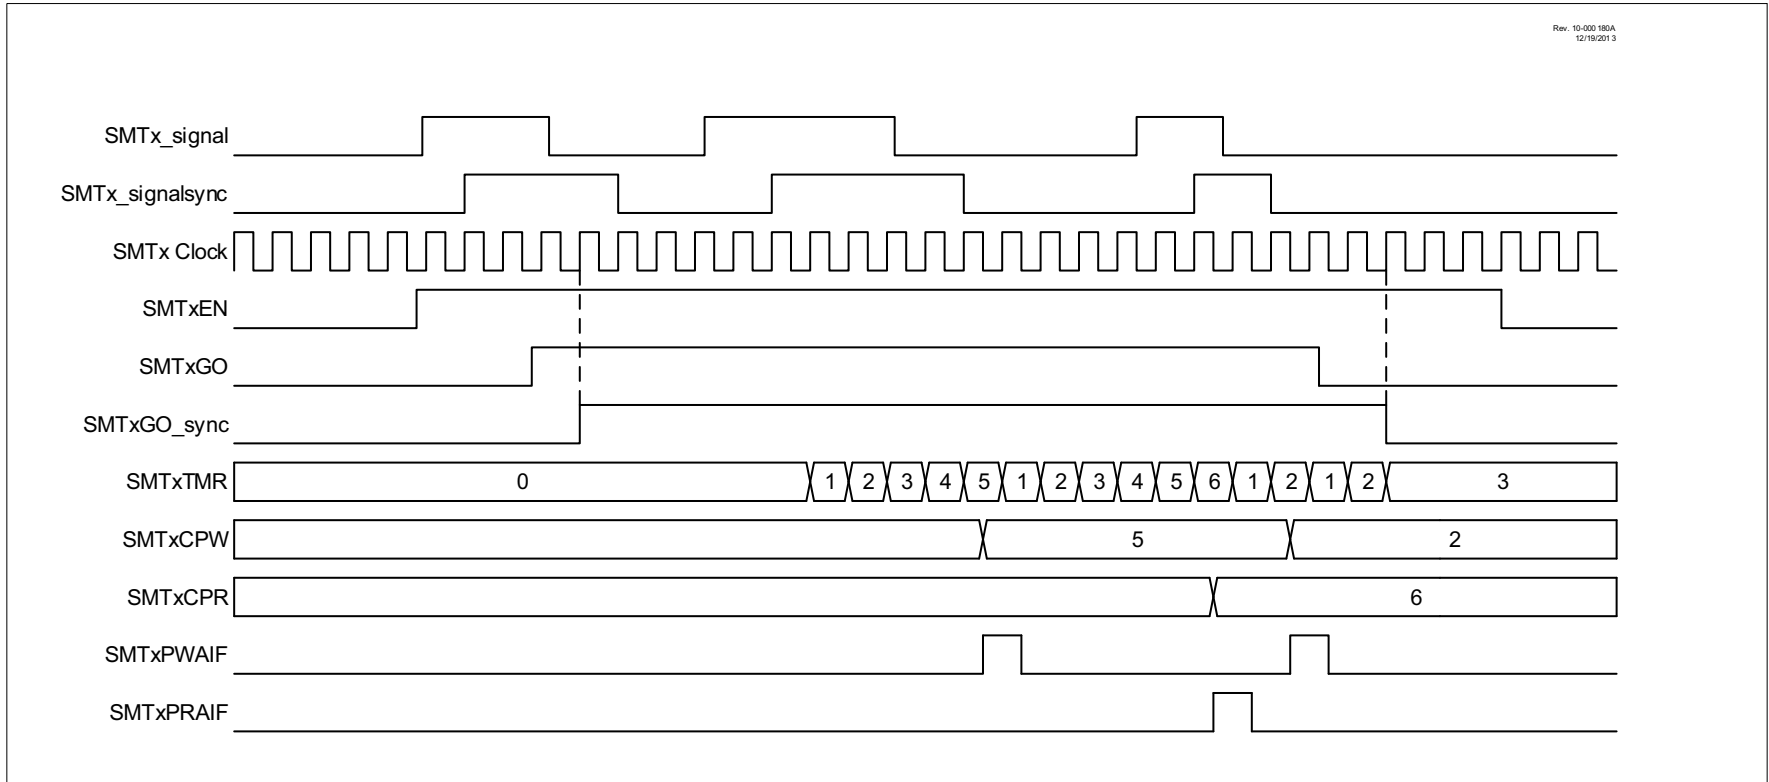 Rev. 10-000 180A
12/19/201 3
SMTx_signal
SMTx_signalsync
SMTx Clock
SMTxEN
SMTxGO
SMTxGO_sync
SMTxTMR 0 1 2 3 4 5 1 2 3 4 5 6 1 2 1 2 3
SMTxCPW 5 2
SMTxCPR 6
SMTxPWAIF
SMTxPRAIF